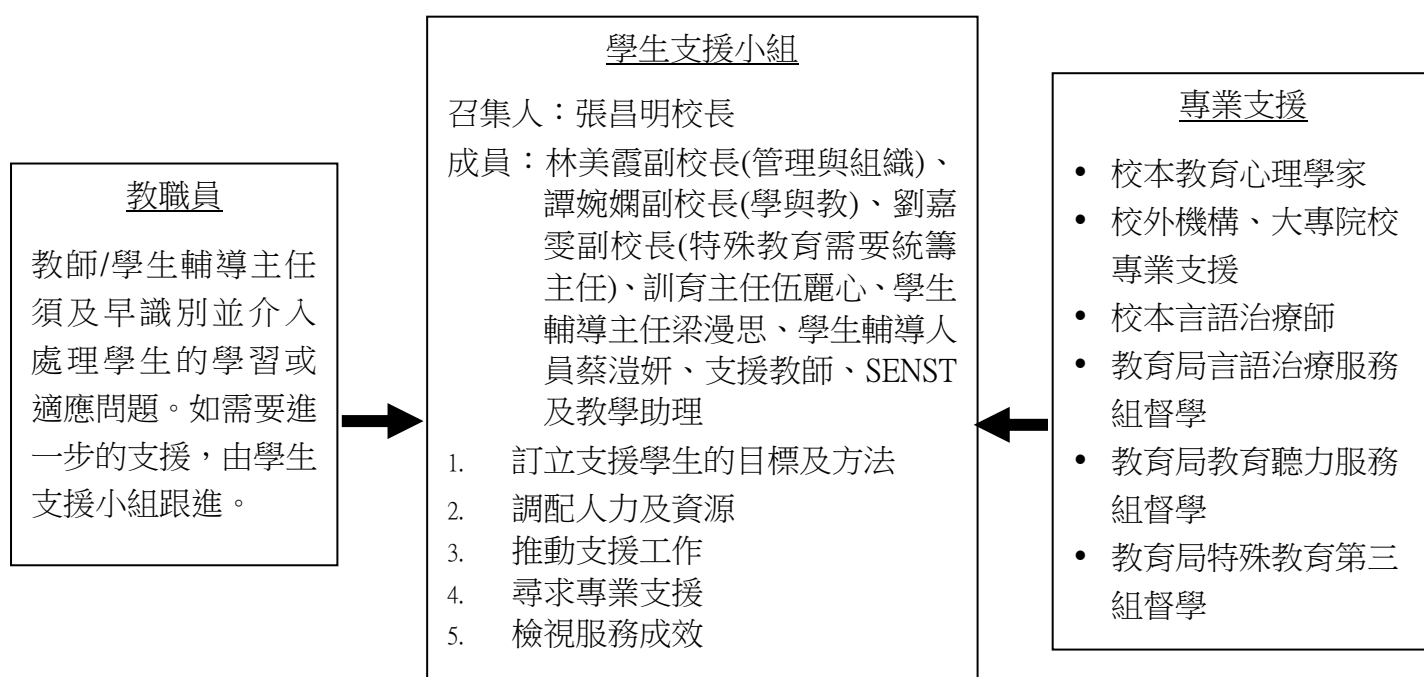 教職員
教師/學生輔導主任
須及早識別並介入
處理學生的學習或
適應問題。如需要進
一步的支援，由學生
支援小組跟進。
學生支援小組
召集人：張昌明校長
成員：林美霞副校長(管理與組織)、
譚婉嫻副校長(學與教)、劉嘉
雯副校長(特殊教育需要統籌
主任)、訓育主任伍麗心、學生
輔導主任梁漫思、學生輔導人
員蔡澄妍、支援教師、SENST
及教學助理
1. 訂立支援學生的目標及方法
2. 調配人力及資源
3. 推動支援工作
4. 尋求專業支援
5. 檢視服務成效
專業支援
• 校本教育心理學家
• 校外機構、大專院校
專業支援
• 校本言語治療師
• 教育局言語治療服務
組督學
• 教育局教育聽力服務
組督學
• 教育局特殊教育第三
組督學